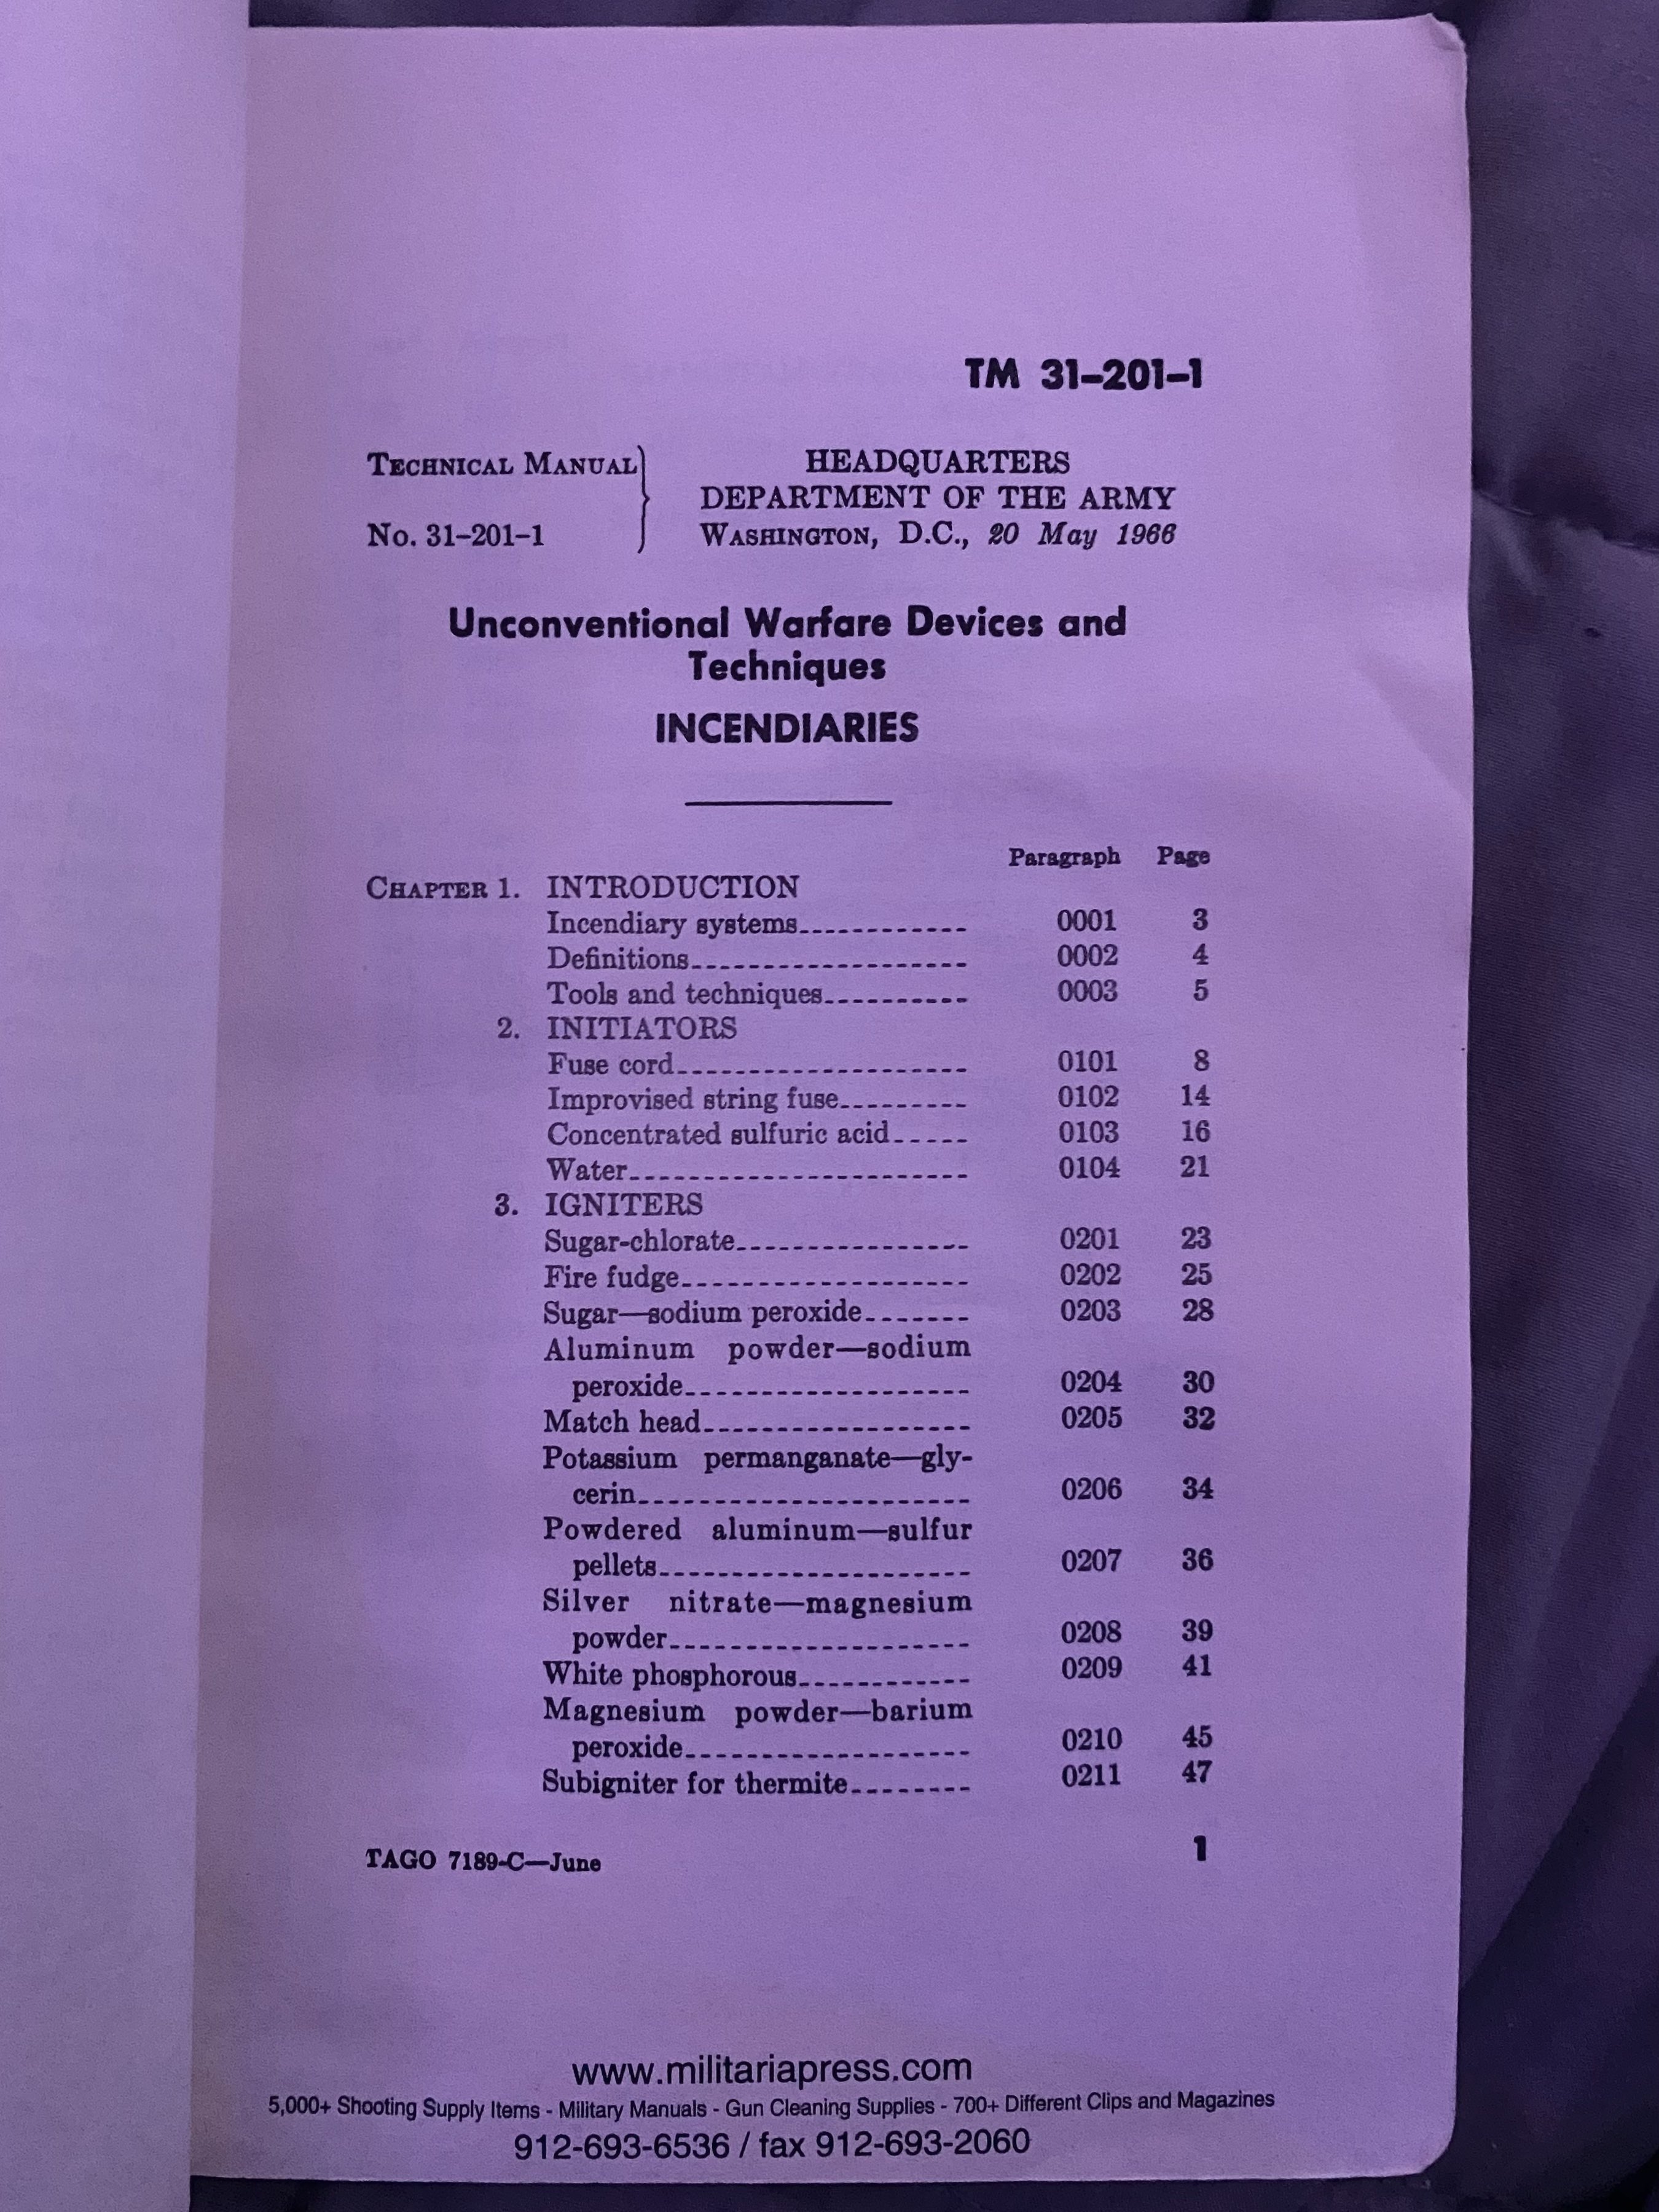 TM 31-201-1
TECHNICAL MANUAL
No. 31-201-1
HEADQUARTERS
DEPARTMENT OF THE ARMY
WASHINGTON, D.C., 20 May 1966
Unconventional Warfare Devices and
Techniques
INCENDIARIES
Paragraph Page
CHAPTER 1. INTRODUCTION
Incendiary systems------------ 0001 3
Definitions------------------- 0002 4
Tools and techniques---------- 0003 5
2. INITIATORS
Fuse cord-------------------- 0101 8
Improvised string fuse--------- 0102 14
Concentrated sulfuric acid----- 0103 16
Water----------------------- 0104 21
3. IGNITERS
Sugar-chlorate---------------- 0201 23
Fire fudge-------------------- 0202 25
Sugar—sodium peroxide------- 0203 28
Aluminum powder—sodium
peroxide-------------------- 0204 30
Match head------------------ 0205 32
Potassium permanganate—gly-
cerin----------------------- 0206 34
Powdered aluminum—sulfur
pellets--------------------- 0207 36
Silver nitrate—magnesium
powder-------------------- 0208 39
White phosphorous------------ 0209 41
Magnesium powder—barium
peroxide------------------- 0210 45
Subigniter for thermite-------- 0211 47
TAGO 7189-C—June
1
www.militariapress.com
5,000+ Shooting Supply Items - Military Manuals - Gun Cleaning Supplies - 700+ Different Clips and Magazines
912-693-6536 / fax 912-693-2060